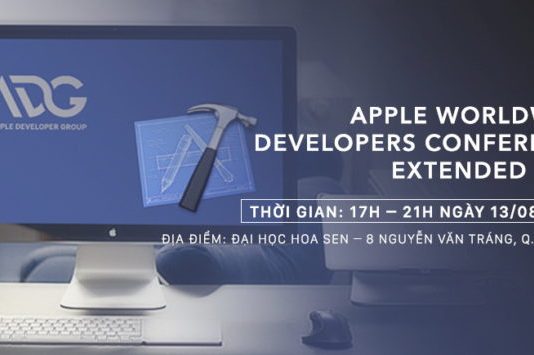 ADG
PLE DEVELOPER GROUP
APPLE WORLDW
DEVELOPERS CONFERE
EXTENDED
THỜI GIAN: 17H – 21H NGÀY 13/08
ĐỊA ĐIỂM: ĐẠI HỌC HOA SEN – 8 NGUYỄN VĂN TRÁNG, Q.